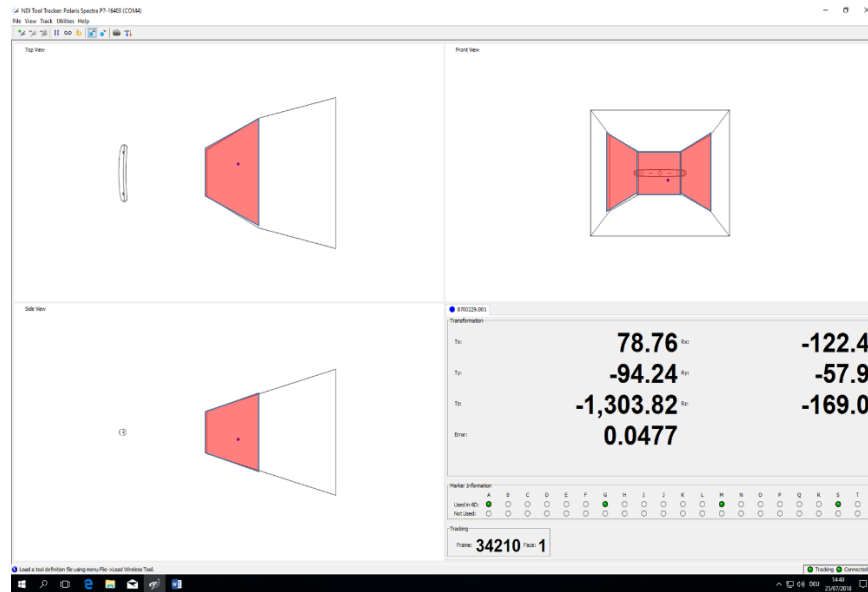 NDI Tool Tracker: Polaris Spectra P7-16403 (COM4)
File View Track Utilities Help
Top View
Front View
Side View
8700229.001
Transformation
Tx: 78.76 Rx: -122.4
Ty: -94.24 Ry: -57.9
Tz: -1,303.82 Rz: -169.0
Error: 0.0477
Marker Information
A B C D E F G H I J K L M N O P Q R S T
Used in 6D:
Not Used:
Tracking
Frame: 34210 Face: 1
Load a tool definition file using menu File->Load Wireless Tool.
Tracking Connected
DEU
14:40
25/07/2018